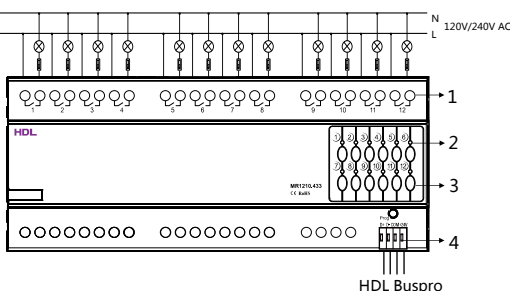 N
L
120V/240V AC
1 2 3 4 5 6 7 8 9 10 11 12
1
HDL
① ② ③ ④ ⑤ ⑥
2
⑦ ⑧ ⑨ ⑩ ⑪ ⑫
3
MR1210.433
CE RoHS
Prog
D- D+ COM 24V
4
HDL Buspro